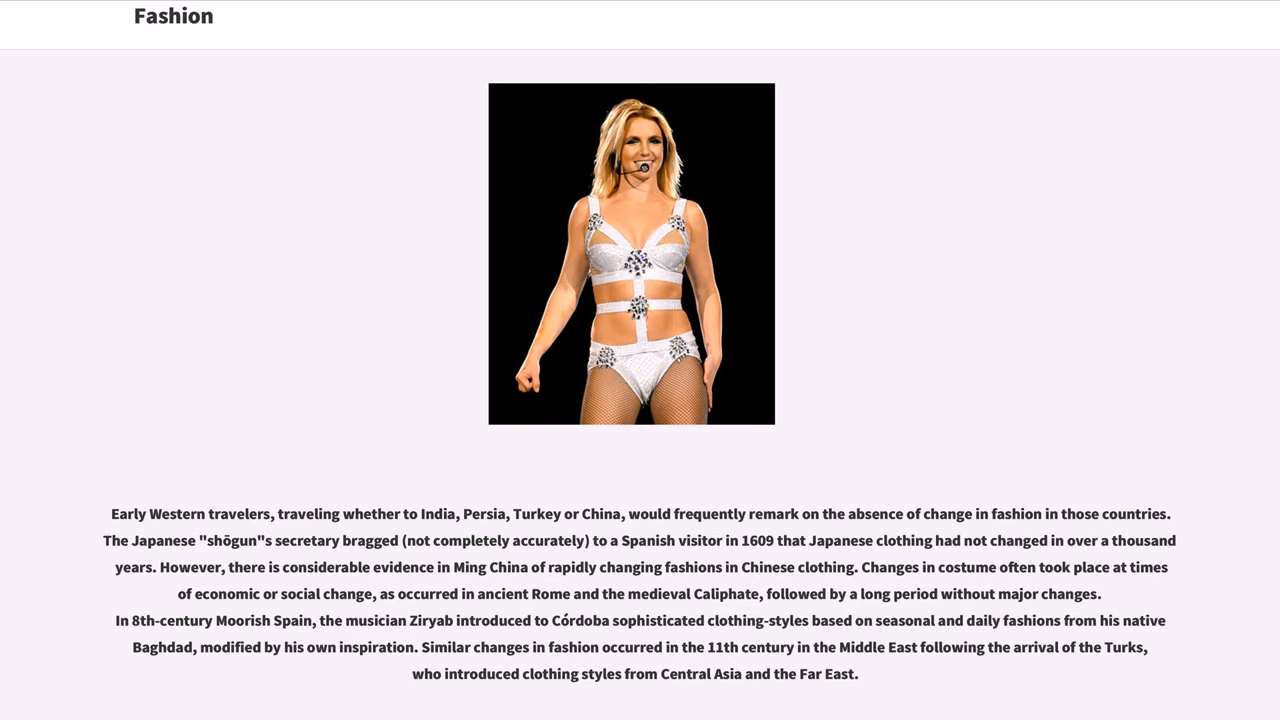 Fashion
Early Western travelers, traveling whether to India, Persia, Turkey or China, would frequently remark on the absence of change in fashion in those countries.
The Japanese "shōgun"s secretary bragged (not completely accurately) to a Spanish visitor in 1609 that Japanese clothing had not changed in over a thousand
years. However, there is considerable evidence in Ming China of rapidly changing fashions in Chinese clothing. Changes in costume often took place at times
of economic or social change, as occurred in ancient Rome and the medieval Caliphate, followed by a long period without major changes.
In 8th-century Moorish Spain, the musician Ziryab introduced to Córdoba sophisticated clothing-styles based on seasonal and daily fashions from his native
Baghdad, modified by his own inspiration. Similar changes in fashion occurred in the 11th century in the Middle East following the arrival of the Turks,
who introduced clothing styles from Central Asia and the Far East.